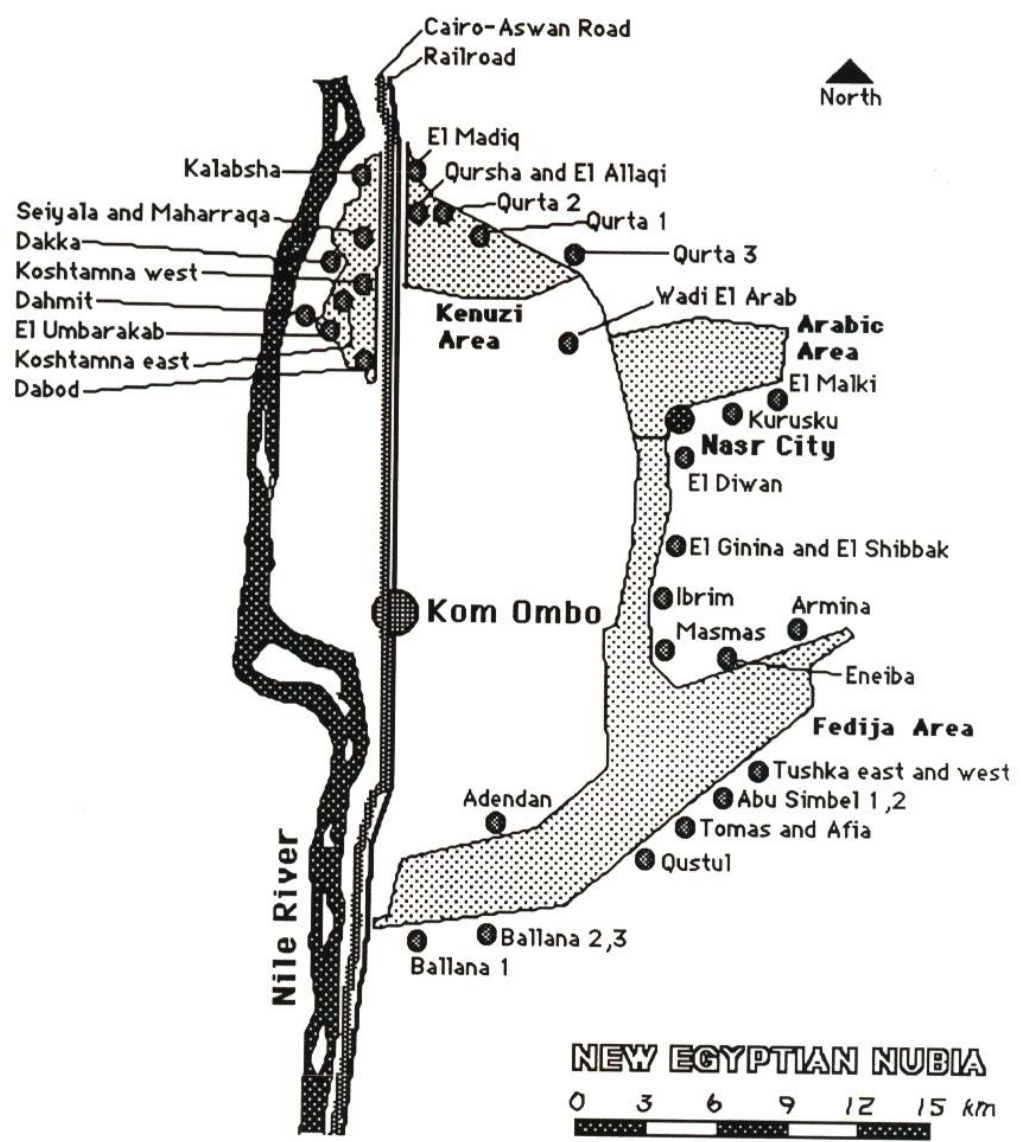 Cairo-Aswan Road
Railroad
North
El Madiq
Kalabsha
Qursha and El Allaqi
Qurta 2
Seiyala and Maharraqa
Qurta 1
Dakka
Qurta 3
Koshtamna west
Dahmit
Wadi El Arab
Kenuzi
Area
El Umbarakab
Arabic
Area
Koshtamna east
Dabod
El Malki
Kurusku
Nasr City
El Diwan
El Ginina and El Shibbak
Ibrim
Armina
Kom Ombo
Masmas
Eneiba
Fedija Area
Tushka east and west
Adendan
Abu Simbel 1,2
Tomas and Afia
Qustul
Nile River
Ballana 2,3
Ballana 1
NEW EGYPTIAN NUBIA
0 3 6 9 12 15 km